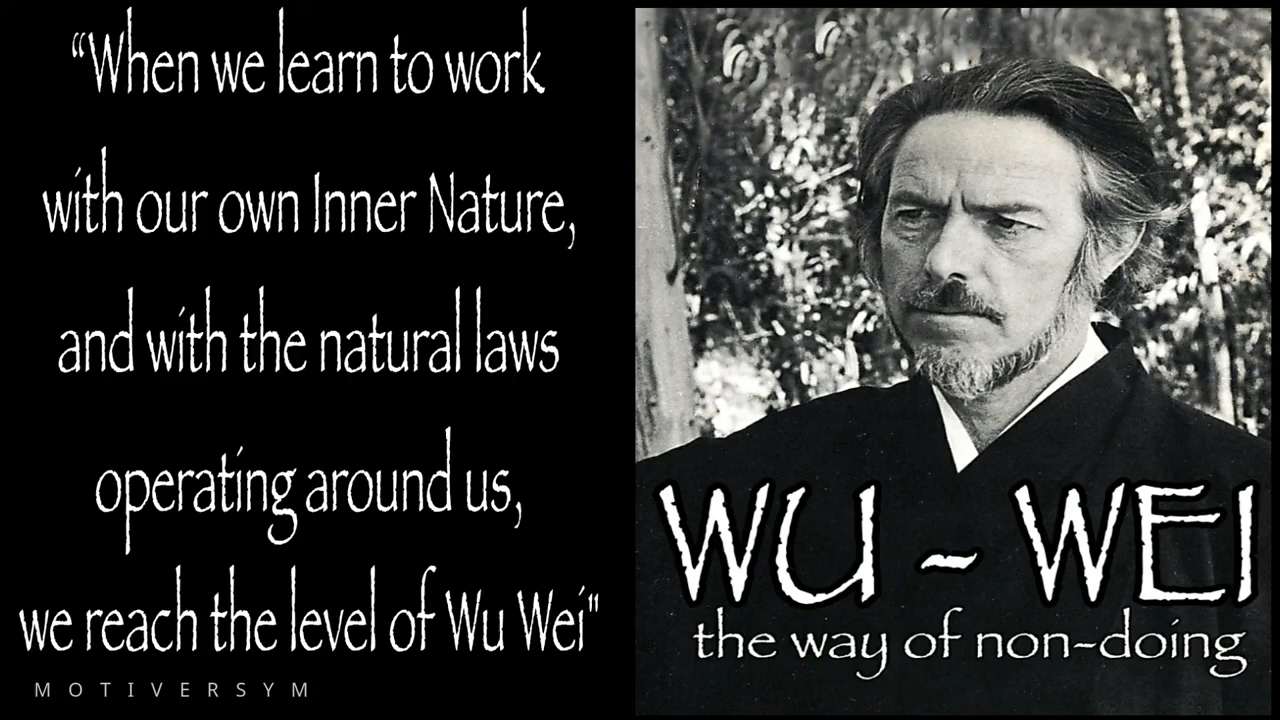 “When we learn to work
with our own Inner Nature,
and with the natural laws
operating around us,
we reach the level of Wu Wei"
MOTIVERSYM
WU - WEI
the way of non-doing